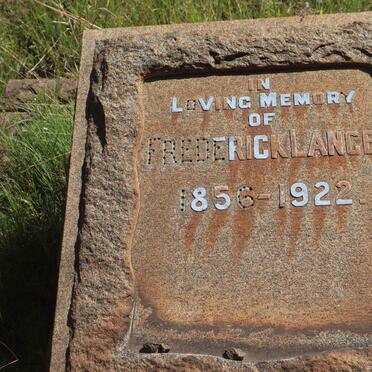 IN
LOVING MEMORY
OF
FREDERICK LANGE
1856-1922.